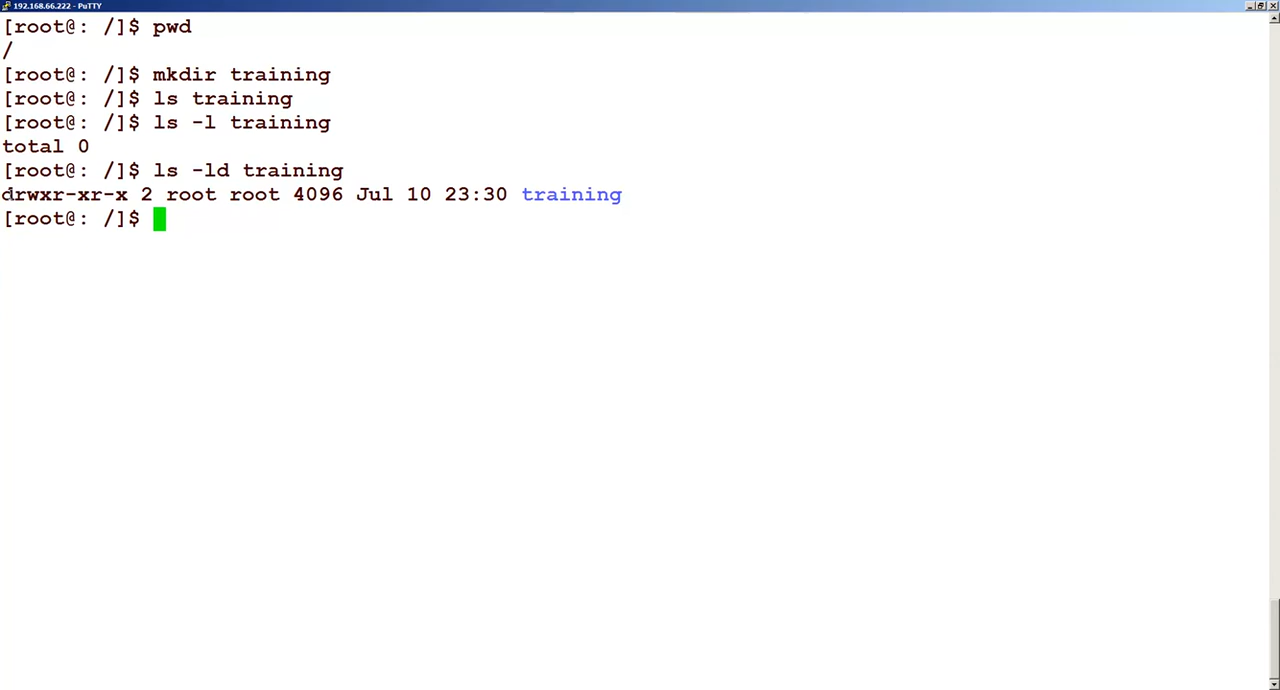 192.168.66.222 - PuTTY
[root@: /]$ pwd
/
[root@: /]$ mkdir training
[root@: /]$ ls training
[root@: /]$ ls -l training
total 0
[root@: /]$ ls -ld training
drwxr-xr-x 2 root root 4096 Jul 10 23:30 training
[root@: /]$